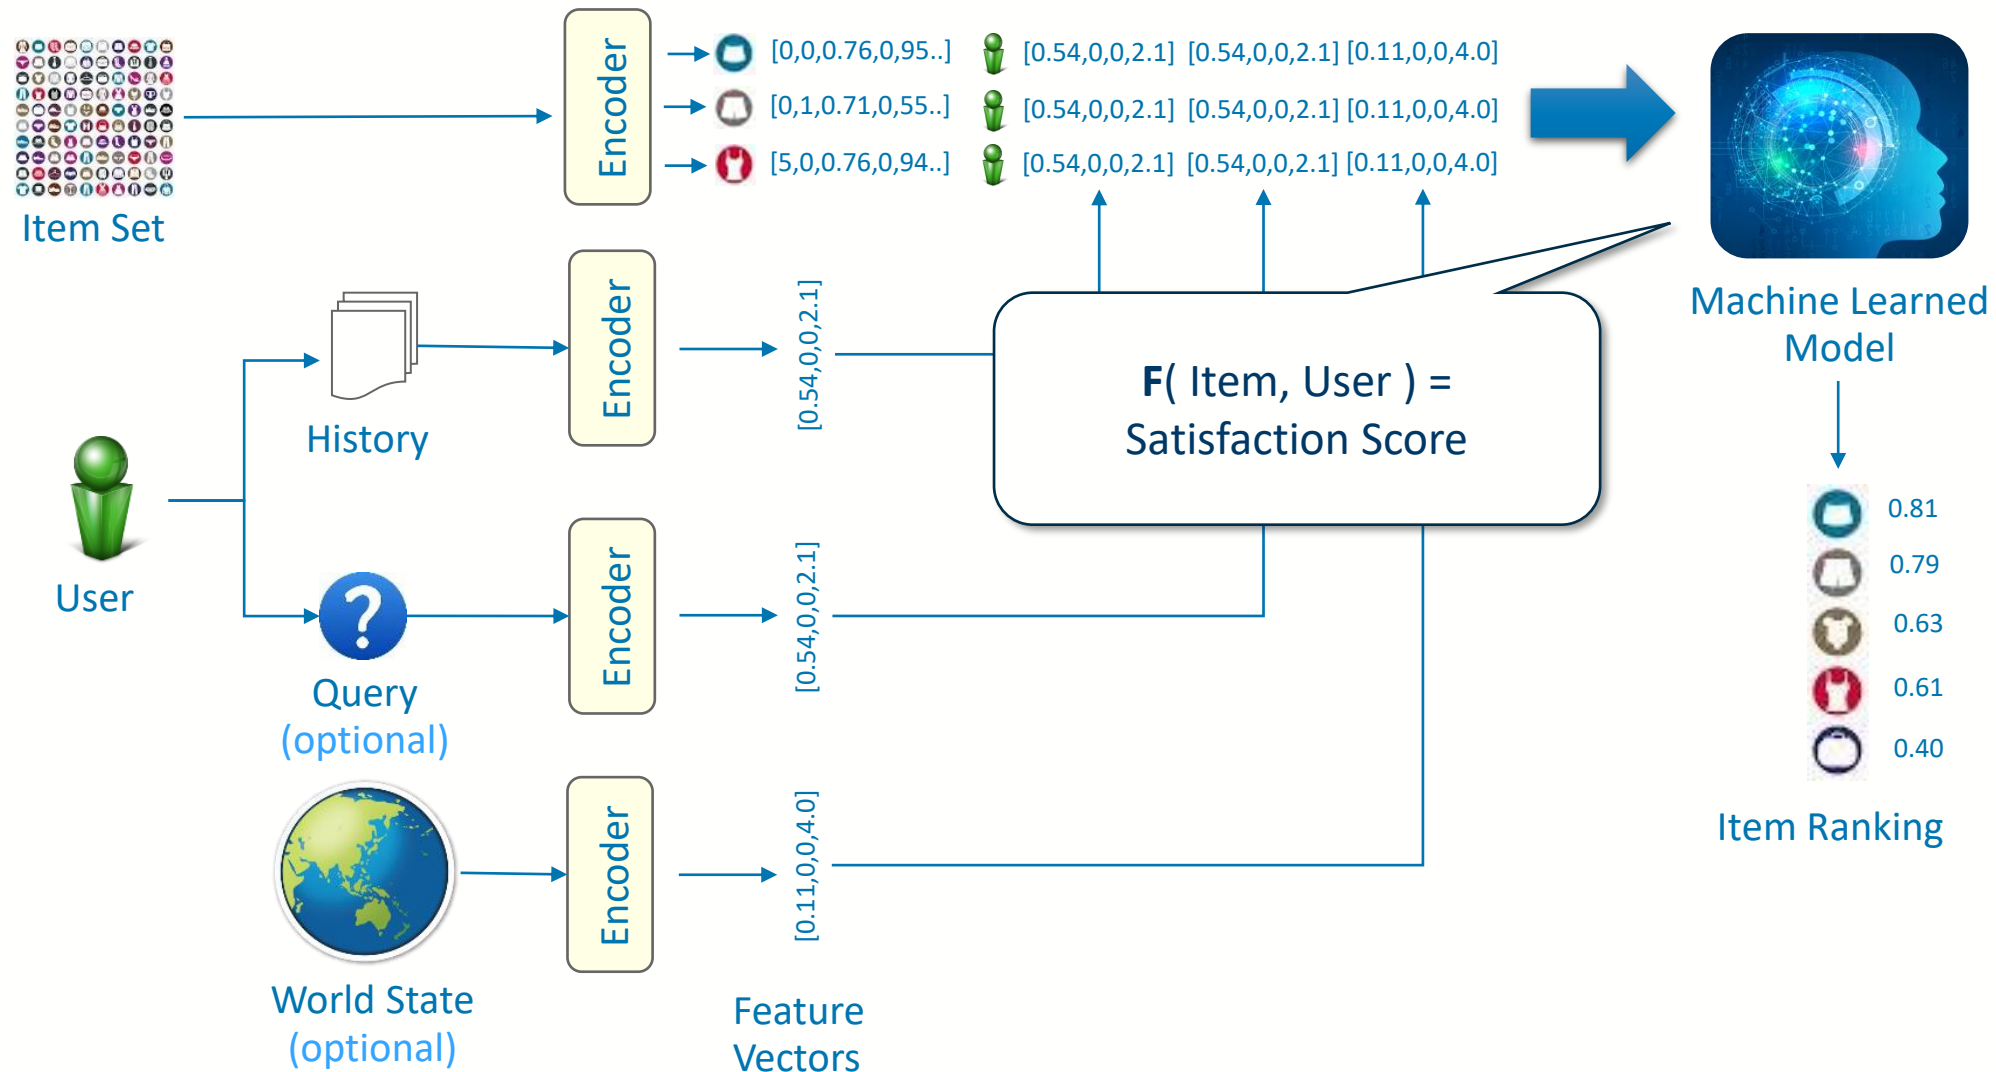 Item Set
Encoder
[0,0,0.76,0,95..]
[0.54,0,0,2.1] [0.54,0,0,2.1] [0.11,0,0,4.0]
[0,1,0.71,0,55..]
[0.54,0,0,2.1] [0.54,0,0,2.1] [0.11,0,0,4.0]
[5,0,0.76,0,94..]
[0.54,0,0,2.1] [0.54,0,0,2.1] [0.11,0,0,4.0]
User
History
Encoder
[0.54,0,0,2.1]
?
Query
(optional)
Encoder
[0.54,0,0,2.1]
World State
(optional)
Encoder
[0.11,0,0,4.0]
Feature
Vectors
F( Item, User ) =
Satisfaction Score
Machine Learned
Model
0.81
0.79
0.63
0.61
0.40
Item Ranking